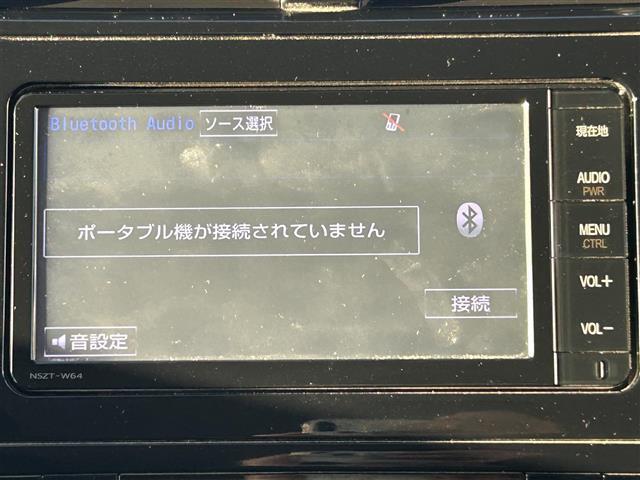 Bluetooth Audio ソース選択
ポータブル機が接続されていません
接続
音設定
NSZT-W64
現在地
AUDIO
PWR
MENU
CTRL
VOL+
VOL-